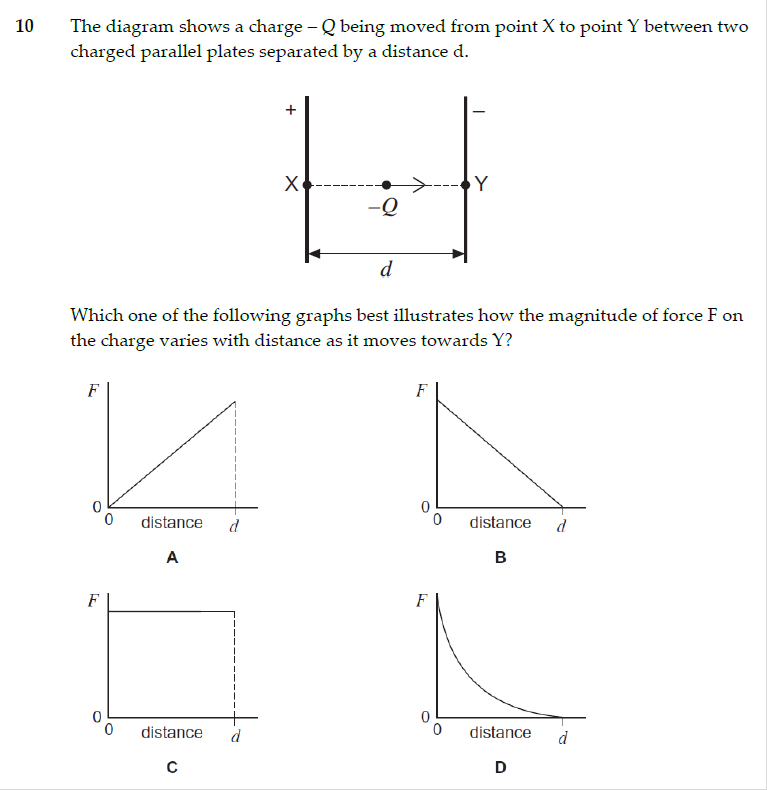 10 The diagram shows a charge – Q being moved from point X to point Y between two
charged parallel plates separated by a distance d.
+ –
X Y
–Q
d
Which one of the following graphs best illustrates how the magnitude of force F on
the charge varies with distance as it moves towards Y?
F F
0 0
0 distance d 0 distance d
A B
F F
0 0
0 distance d 0 distance d
C D